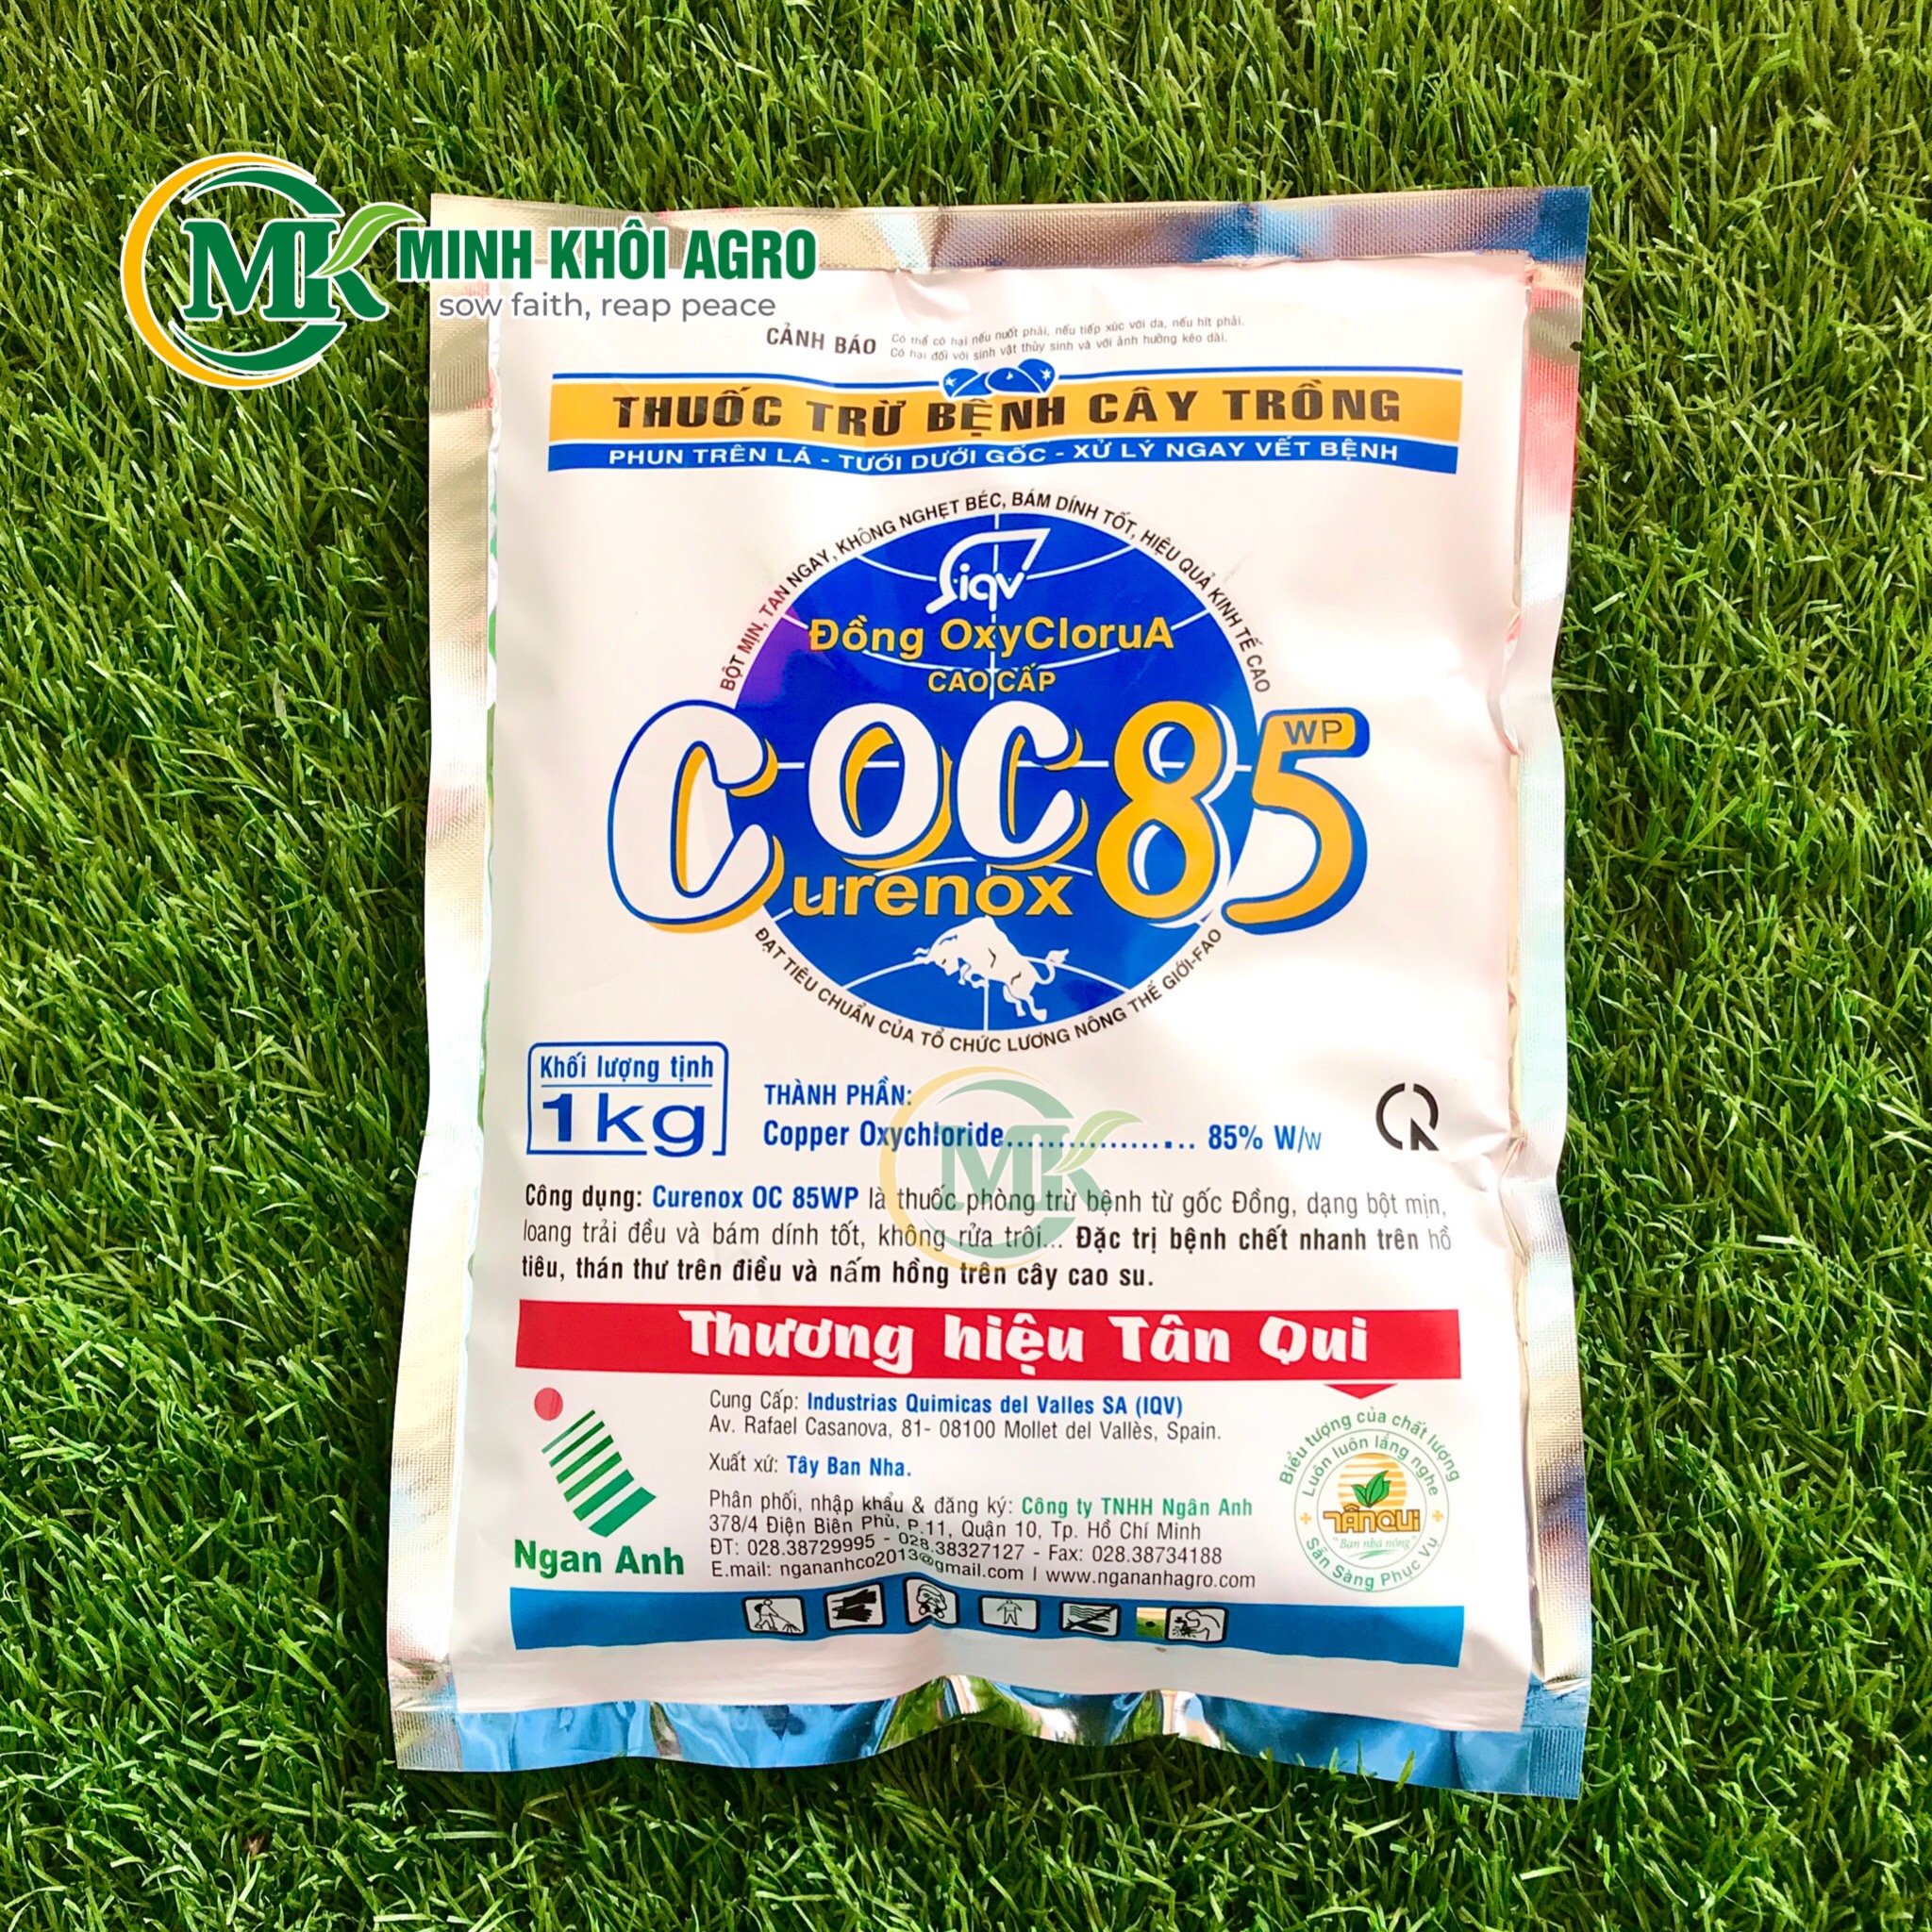 MK MINH KHÔI AGRO
sow faith, reap peace
CẢNH BÁO Có thể có hại nếu nuốt phải, nếu tiếp xúc với da, nếu hít phải.
Có hại đối với sinh vật thủy sinh và với ảnh hưởng kéo dài.
THUỐC TRỪ BỆNH CÂY TRỒNG
PHUN TRÊN LÁ - TƯỚI DƯỚI GỐC - XỬ LÝ NGAY VẾT BỆNH
BỘT MỊN, TAN NGAY, KHÔNG NGHẸT BÉC, BÁM DÍNH TỐT, HIỆU QUẢ KINH TẾ CAO
iqv
Đồng OxyCloruA
CAO CẤP
COC85 WP
urenox
ĐẠT TIÊU CHUẨN CỦA TỔ CHỨC LƯƠNG NÔNG THẾ GIỚI-FAO
Khối lượng tịnh
1kg
THÀNH PHẦN:
Copper Oxychloride.................... 85% W/w
MK
Công dụng: Curenox OC 85WP là thuốc phòng trừ bệnh từ gốc Đồng, dạng bột mịn,
loang trải đều và bám dính tốt, không rửa trôi... Đặc trị bệnh chết nhanh trên hồ
tiêu, thán thư trên điều và nấm hồng trên cây cao su.
Thương hiệu Tân Qui
Cung Cấp: Industrias Quimicas del Valles SA (IQV)
Av. Rafael Casanova, 81- 08100 Mollet del Vallès, Spain.
Xuất xứ: Tây Ban Nha.
Phân phối, nhập khẩu & đăng ký: Công ty TNHH Ngân Anh
378/4 Điện Biên Phủ, P.11, Quận 10, Tp. Hồ Chí Minh
ĐT: 028.38729995 - 028.38327127 - Fax: 028.38734188
E.mail: ngananhco2013@gmail.com | www.ngananhagro.com
Ngan Anh
Biểu tượng của chất lượng
Luôn luôn lắng nghe
TÂNQUI
"Bạn nhà nông"
Sẵn Sàng Phục Vụ